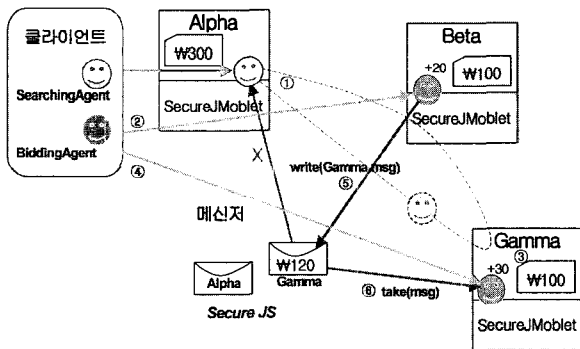 클라이언트
SearchingAgent
BiddingAgent
Alpha
₩300
SecureJMoblet
①
Beta
+20
₩100
SecureJMoblet
②
④
X
write(Gamma,msg)
⑤
메신저
₩120
Gamma
Alpha
Secure JS
⑥ take(msg)
Gamma
③
+30
₩100
SecureJMoblet